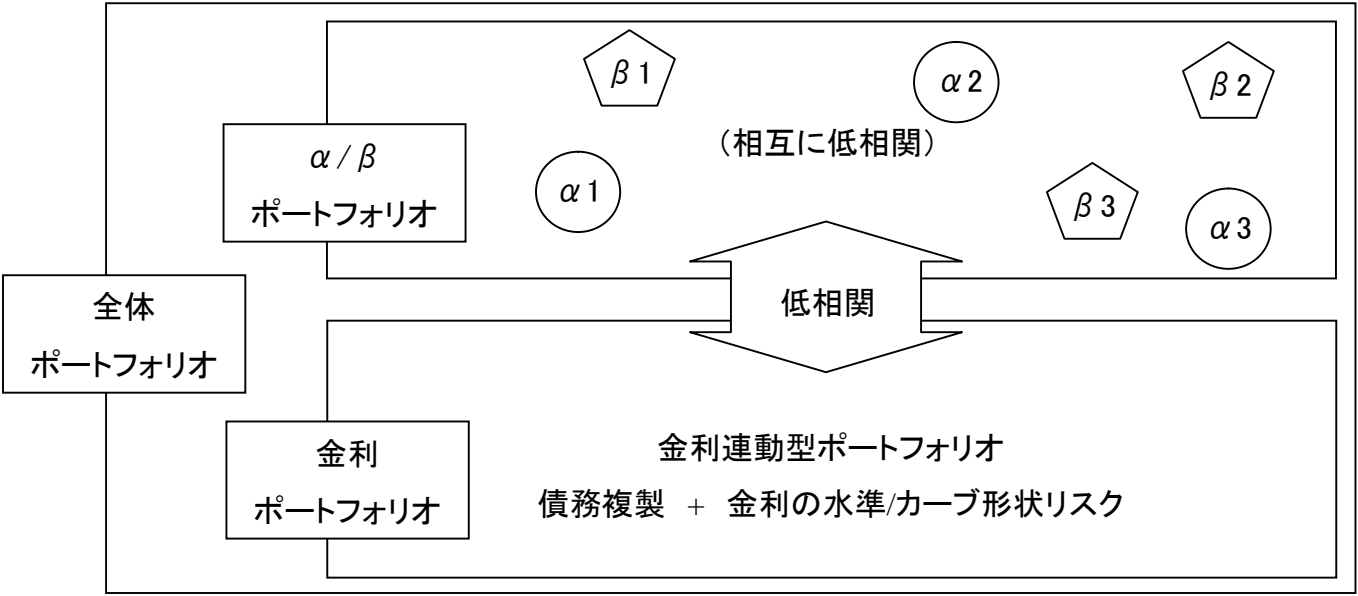 β1
α2
β2
(相互に低相関)
α/β
ポートフォリオ
α1
β3
α3
低相関
全体
ポートフォリオ
金利
ポートフォリオ
金利連動型ポートフォリオ
債務複製 + 金利の水準/カーブ形状リスク